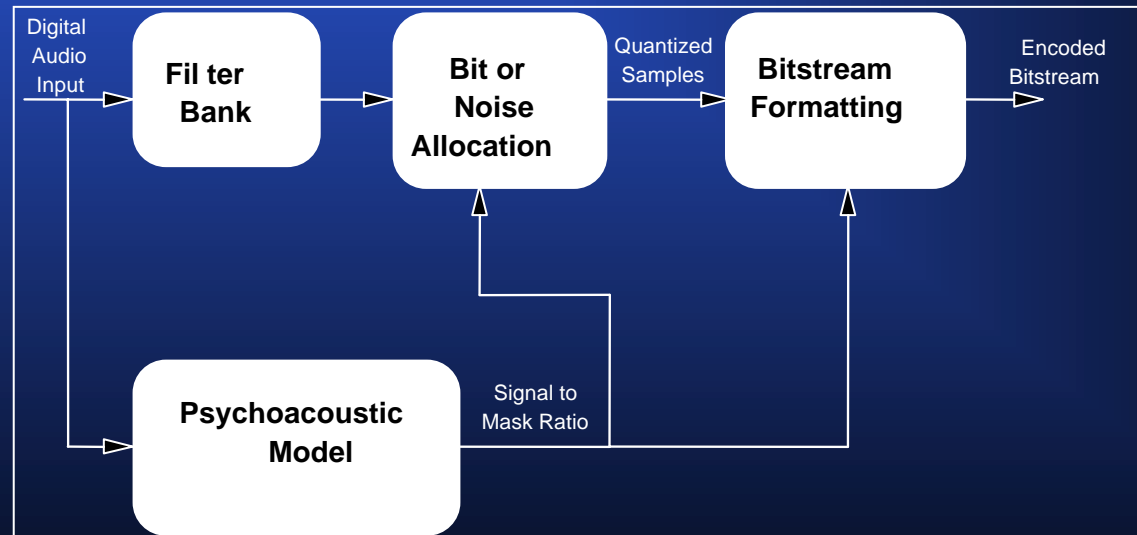 Digital
Audio
Input
Fil ter
Bank
Bit or
Noise
Allocation
Quantized
Samples
Bitstream
Formatting
Encoded
Bitstream
Psychoacoustic
Model
Signal to
Mask Ratio